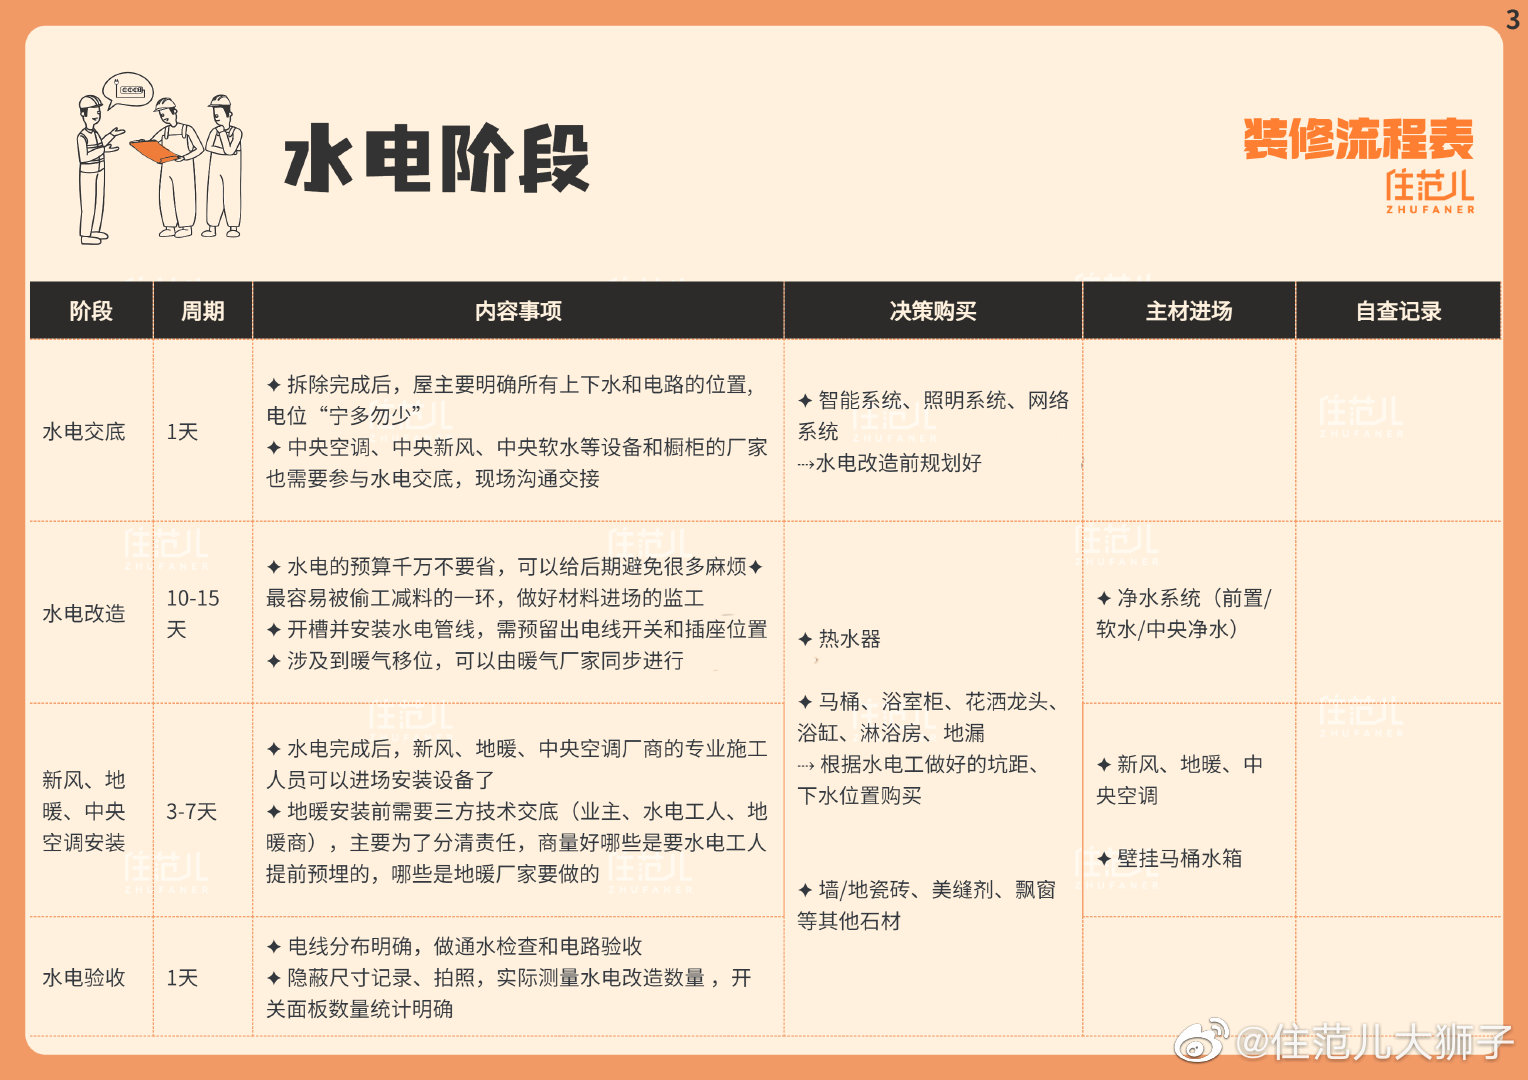 3
水电阶段
装修流程表
住范儿
ZHUFANER
阶段
周期
内容事项
决策购买
主材进场
自查记录
水电交底
1天
✦ 拆除完成后，屋主要明确所有上下水和电路的位置,
电位“宁多勿少”
✦ 中央空调、中央新风、中央软水等设备和橱柜的厂家
也需要参与水电交底，现场沟通交接
✦ 智能系统、照明系统、网络
系统
⤑水电改造前规划好
水电改造
10-15
天
✦ 水电的预算千万不要省，可以给后期避免很多麻烦✦
最容易被偷工减料的一环，做好材料进场的监工
✦ 开槽并安装水电管线，需预留出电线开关和插座位置
✦ 涉及到暖气移位，可以由暖气厂家同步进行
✦ 热水器
✦ 马桶、浴室柜、花洒龙头、
浴缸、淋浴房、地漏
⤑ 根据水电工做好的坑距、
下水位置购买
✦ 墙/地瓷砖、美缝剂、飘窗
等其他石材
✦ 净水系统（前置/
软水/中央净水）
新风、地
暖、中央
空调安装
3-7天
✦ 水电完成后，新风、地暖、中央空调厂商的专业施工
人员可以进场安装设备了
✦ 地暖安装前需要三方技术交底（业主、水电工人、地
暖商），主要为了分清责任，商量好哪些是要水电工人
提前预埋的，哪些是地暖厂家要做的
✦ 新风、地暖、中
央空调
✦ 壁挂马桶水箱
水电验收
1天
✦ 电线分布明确，做通水检查和电路验收
✦ 隐蔽尺寸记录、拍照，实际测量水电改造数量 ，开
关面板数量统计明确
@住范儿大狮子